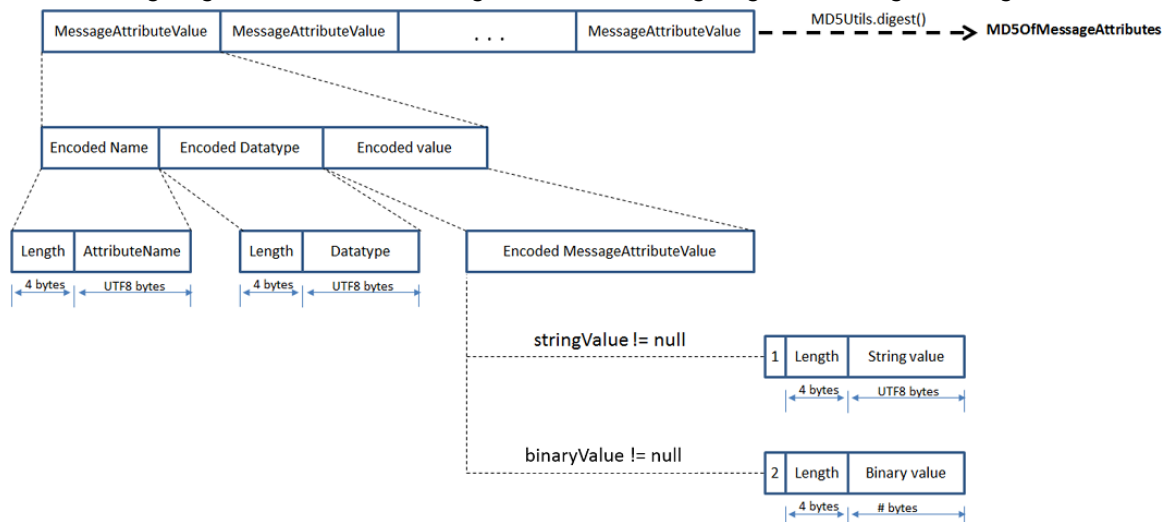 MessageAttributeValue MessageAttributeValue . . . MessageAttributeValue MD5Utils.digest() MD5OfMessageAttributes
Encoded Name Encoded Datatype Encoded value
Length AttributeName Length Datatype Encoded MessageAttributeValue
4 bytes UTF8 bytes 4 bytes UTF8 bytes
stringValue != null 1 Length String value
4 bytes UTF8 bytes
binaryValue != null 2 Length Binary value
4 bytes # bytes